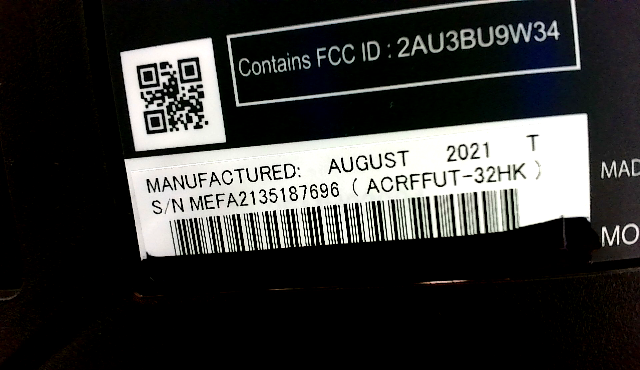 Contains FCC ID : 2AU3BU9W34
MANUFACTURED: AUGUST 2021 T
S/N MEFA2135187696 ( ACRFFUT-32HK )
MAD
MO